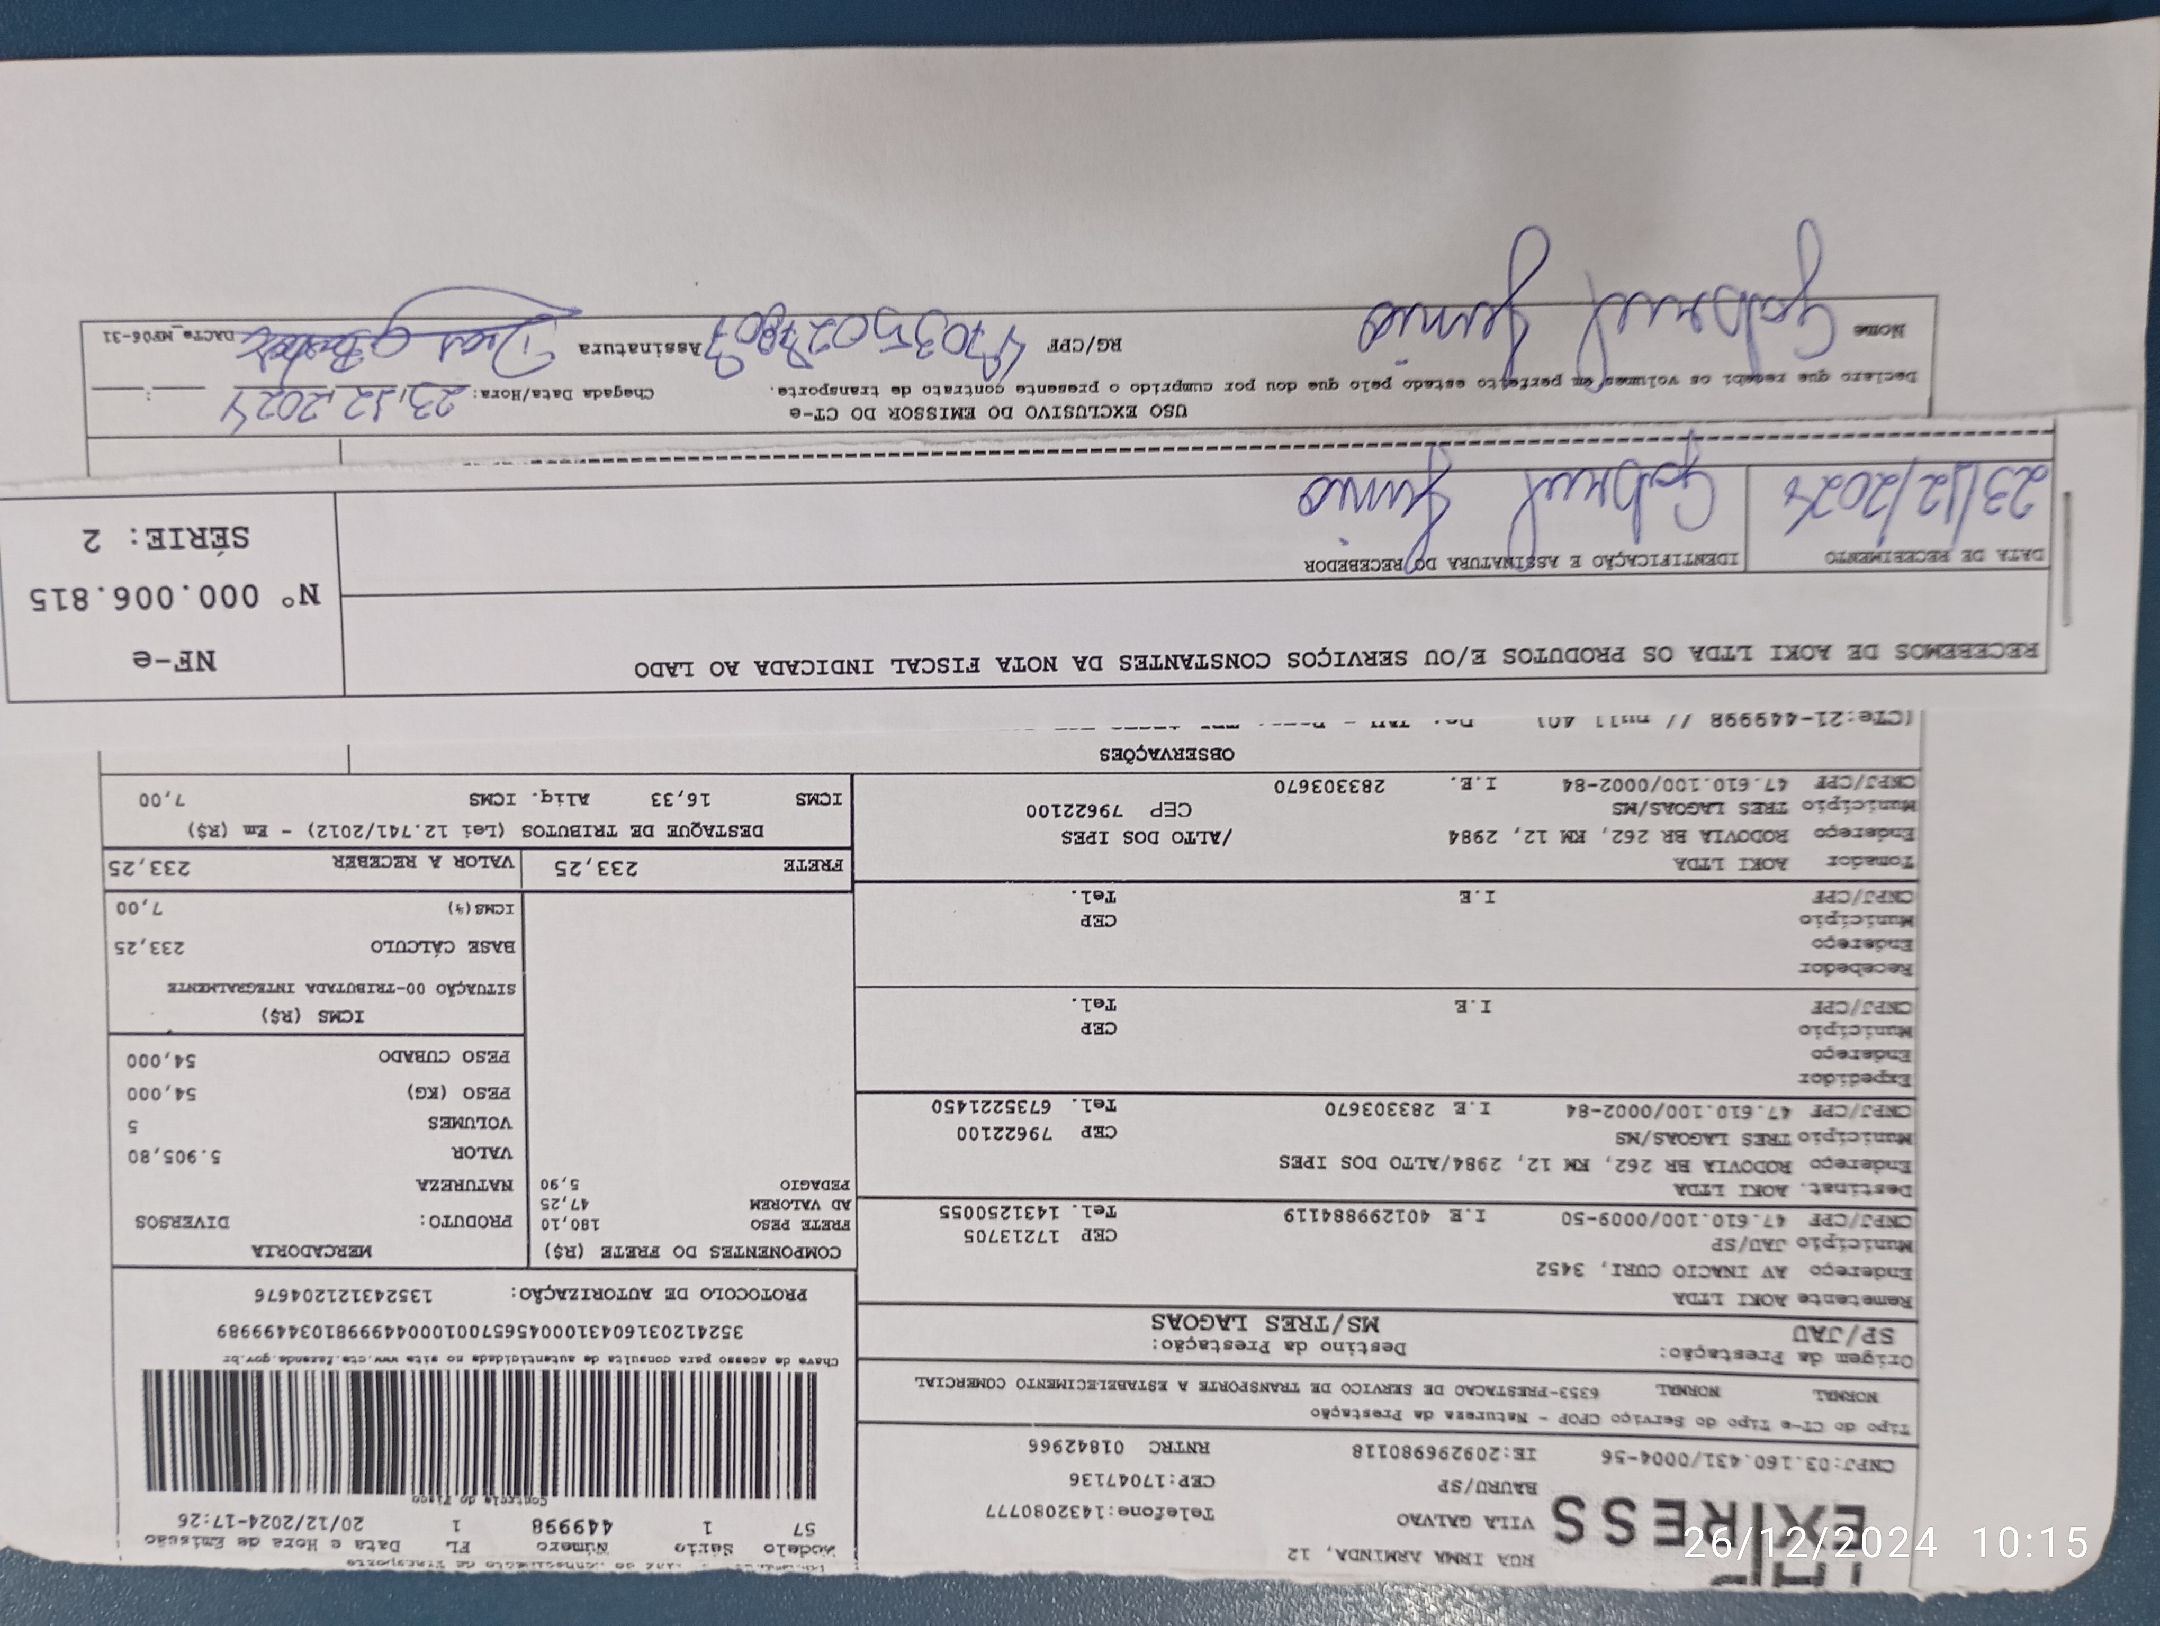 EXPRESS
RUA IRMA ARMINDA, 12
VILA GALVAO
Telefone:1432080777
BAURU/SP
CEP:17047136
CNPJ:03.160.431/0004-56 IE:209296980118 RNTRC 01842966
Tipo do CT-e Tipo do Serviço CFOP - Natureza da Prestação
NORMAL NORMAL 6353-PRESTACAO DE SERVICO DE TRANSPORTE A ESTABELECIMENTO COMERCIAL
Origem da Prestação: Destino da Prestação:
SP/JAU MS/TRES LAGOAS
Remetente AOKI LTDA
Endereço AV INACIO CURI, 3452
Município JAU/SP CEP 17213705
CNPJ/CPF 47.610.100/0009-50 I.E 401299884119 Tel. 1431250055
Destinat. AOKI LTDA
Endereço RODOVIA BR 262, KM 12, 2984/ALTO DOS IPES
Município TRES LAGOAS/MS CEP 79622100
CNPJ/CPF 47.610.100/0002-84 I.E 283303670 Tel. 6735221450
Expedidor
Endereço
Município CEP
CNPJ/CPF I.E Tel.
Recebedor
Endereço
Município CEP
CNPJ/CPF I.E Tel.
Tomador AOKI LTDA
Endereço RODOVIA BR 262, KM 12, 2984 /ALTO DOS IPES
Município TRES LAGOAS/MS CEP 79622100
CNPJ/CPF 47.610.100/0002-84 I.E. 283303670
Modelo Série Número FL Data e Hora de Emissão
57 1 449998 1 20/12/2024-17:26
Controle do Fisco
Chave de acesso para consulta de autenticidade no site www.cte.fazenda.gov.br
35241203160431000456570010004499981034499989
PROTOCOLO DE AUTORIZAÇÃO: 135243121204676
COMPONENTES DO FRETE (R$)
FRETE PESO 180,10
AD VALOREM 47,25
PEDAGIO 5,90
MERCADORIA
PRODUTO: DIVERSOS
NATUREZA
VALOR 5.905,80
VOLUMES 5
PESO (KG) 54,000
PESO CUBADO 54,000
ICMS (R$)
SITUAÇÃO 00-TRIBUTADA INTEGRALMENTE
BASE CÁLCULO 233,25
ICMS(%) 7,00
FRETE 233,25 VALOR A RECEBER 233,25
DESTAQUE DE TRIBUTOS (Lei 12.741/2012) - Em (R$)
ICMS 16,33 Aliq. ICMS 7,00
OBSERVAÇÕES
(CTe:21-449998 //
RECEBEMOS DE AOKI LTDA OS PRODUTOS E/OU SERVIÇOS CONSTANTES DA NOTA FISCAL INDICADA AO LADO
NF-e
Nº 000.006.815
SÉRIE: 2
DATA DE RECEBIMENTO IDENTIFICAÇÃO E ASSINATURA DO RECEBEDOR
23/12/2024 Gabriel Junio
USO EXCLUSIVO DO EMISSOR DO CT-e
Declaro que recebi os volumes em perfeito estado pelo que dou por cumprido o presente contrato de transporte.
Chegada Data/Hora: 23,12,2024 :
Nome Gabriel Junio RG/CPF 47035027807 Assinatura
DACTe_MF06-31
26/12/2024 10:15